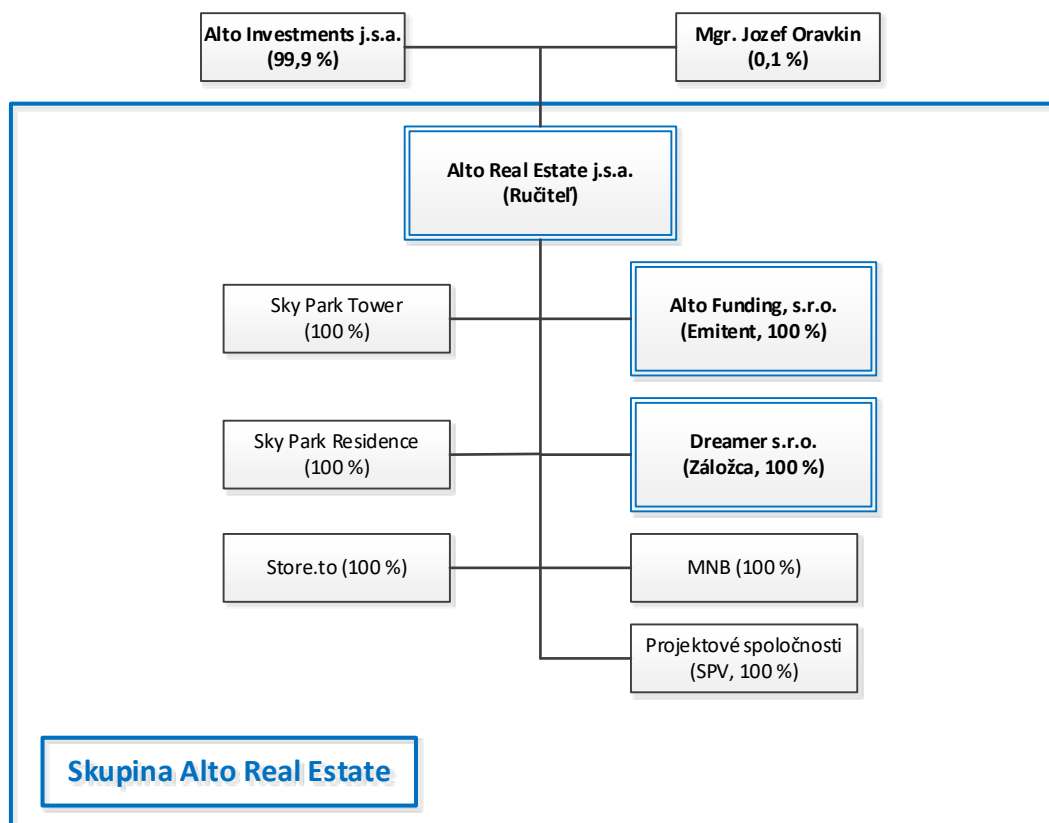 Alto Investments j.s.a.
(99,9 %)
Mgr. Jozef Oravkin
(0,1 %)
Alto Real Estate j.s.a.
(Ručiteľ)
Sky Park Tower
(100 %)
Alto Funding, s.r.o.
(Emitent, 100 %)
Sky Park Residence
(100 %)
Dreamer s.r.o.
(Záložca, 100 %)
Store.to (100 %)
MNB (100 %)
Projektové spoločnosti
(SPV, 100 %)
Skupina Alto Real Estate